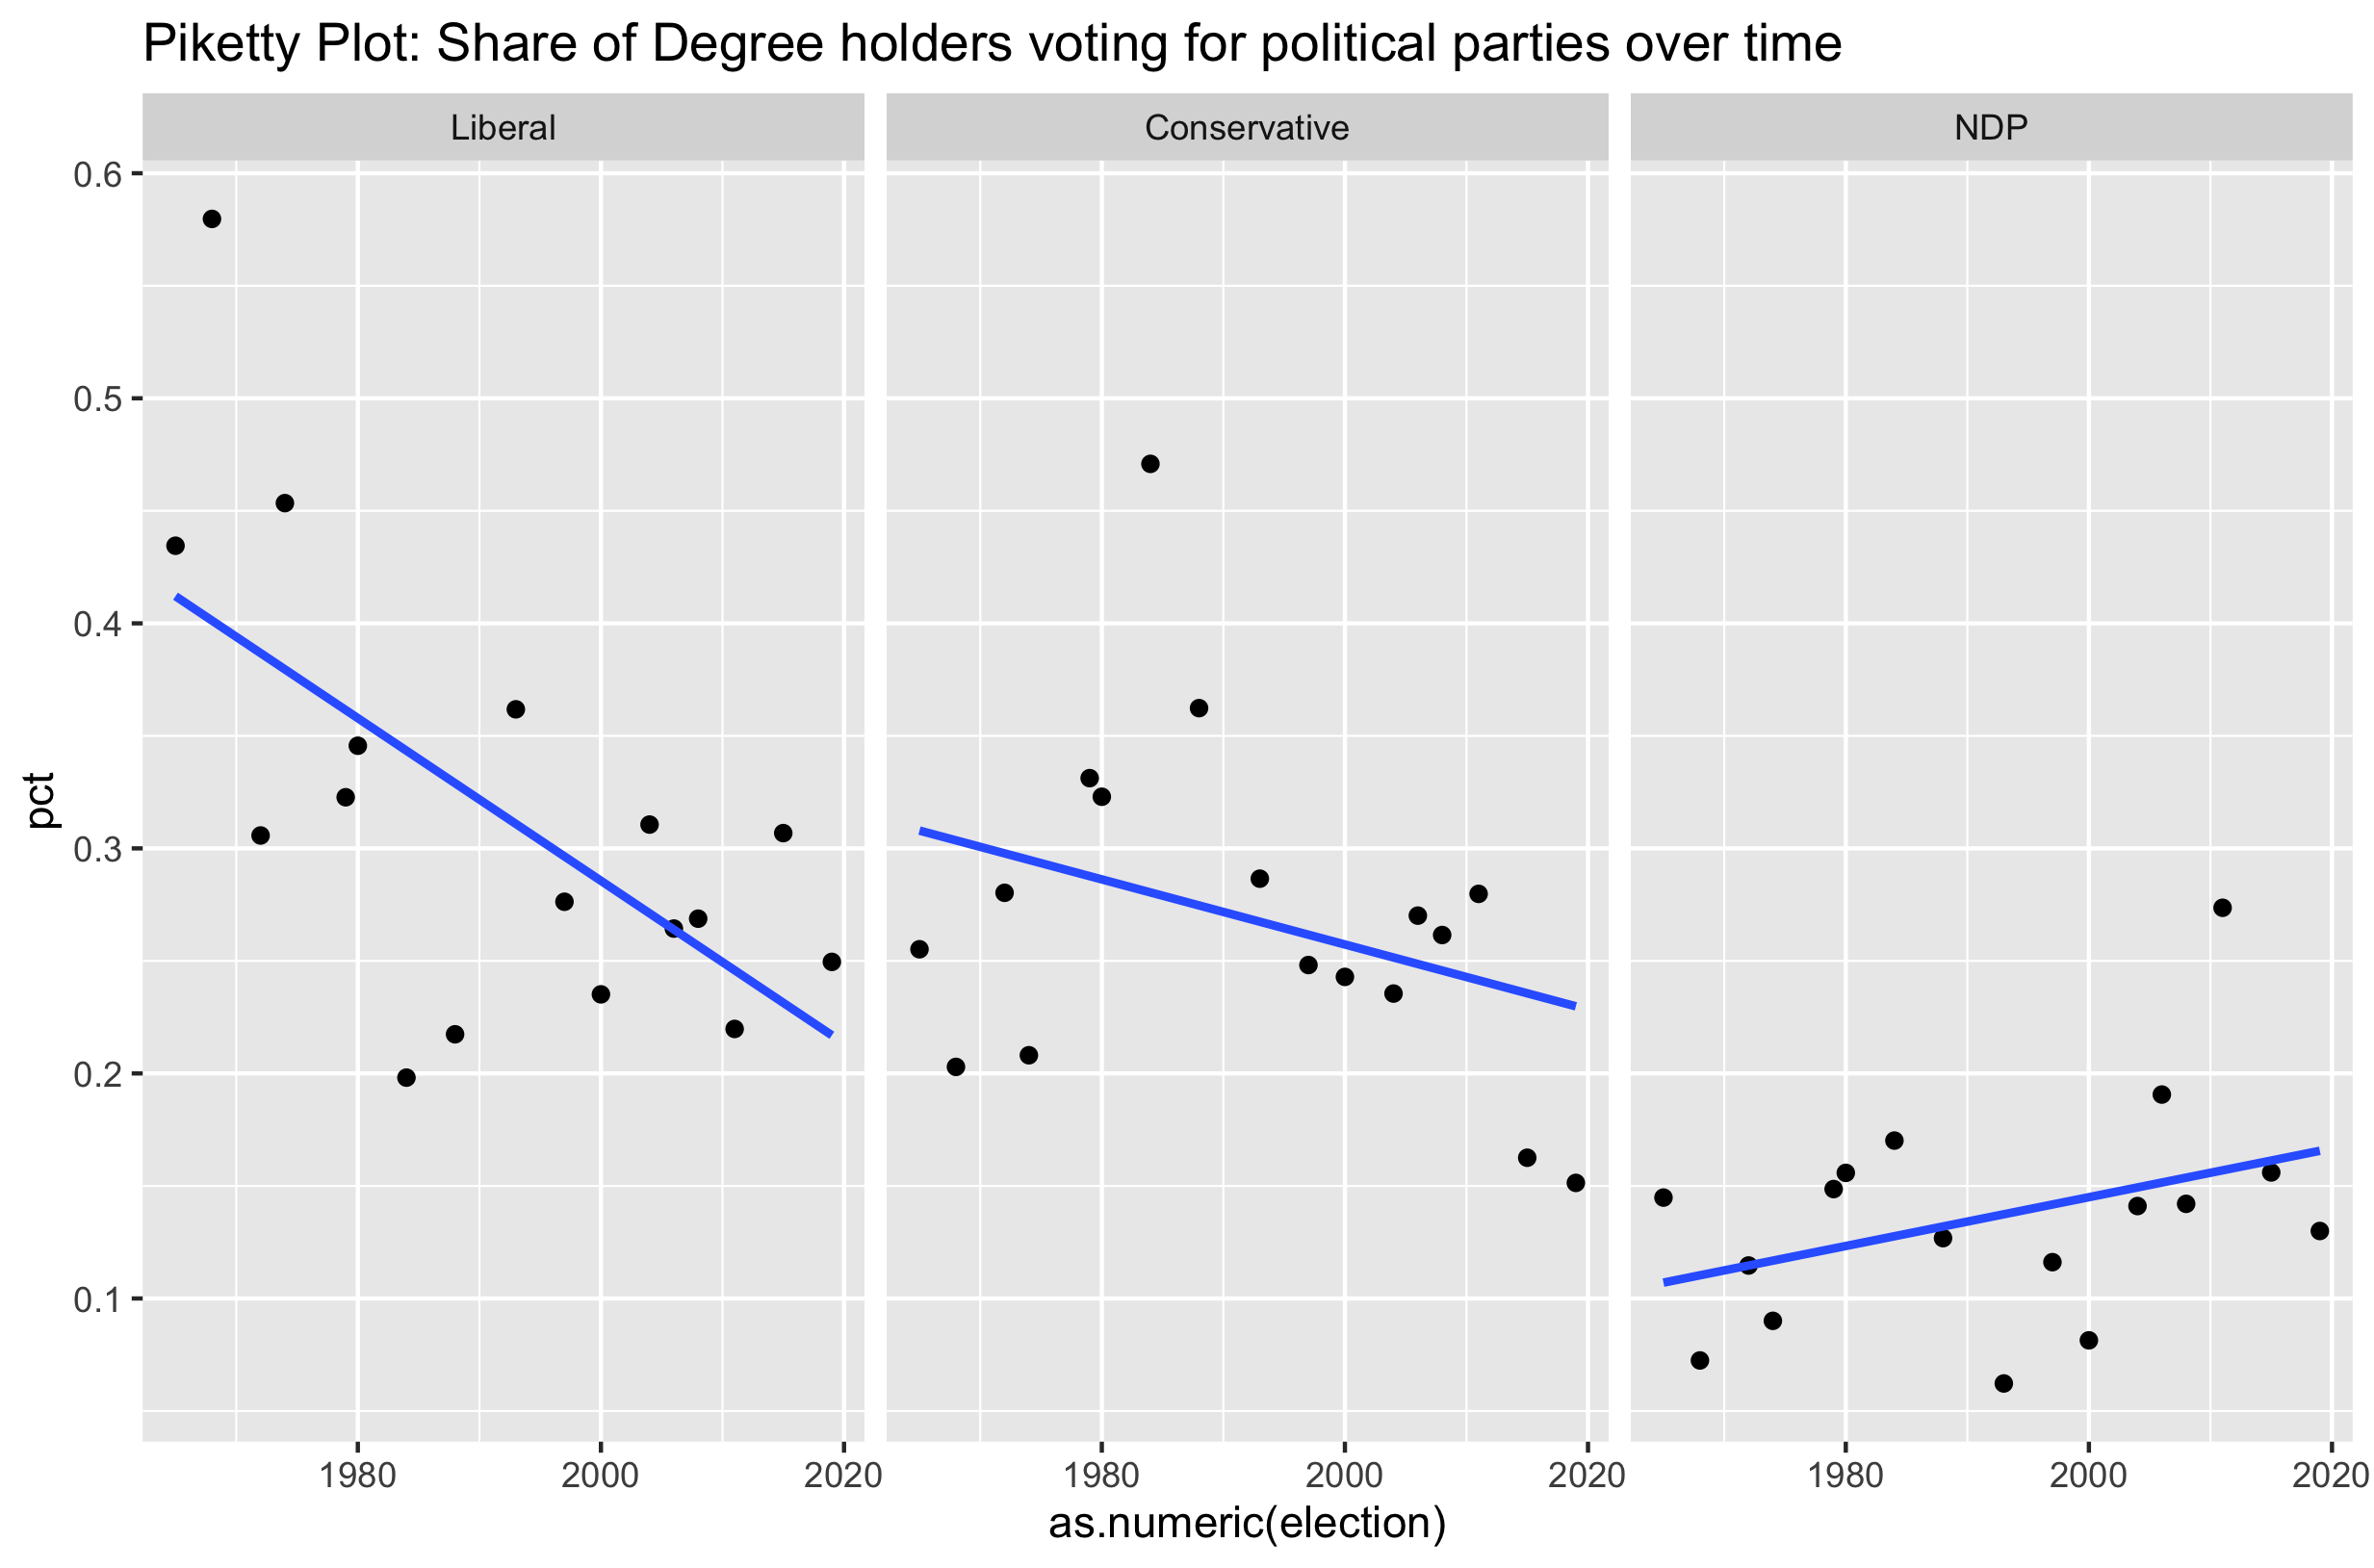 Piketty Plot: Share of Degree holders voting for political parties over time
Liberal Conservative NDP
0.6
0.5
0.4
0.3
0.2
0.1
pct
1980 2000 2020 1980 2000 2020 1980 2000 2020
as.numeric(election)